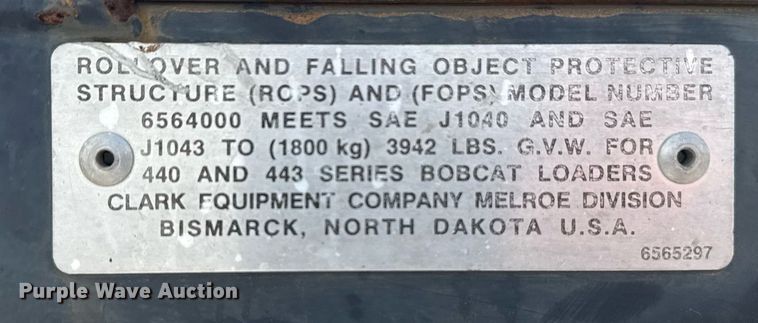 ROLLOVER AND FALLING OBJECT PROTECTIVE
STRUCTURE (ROPS) AND (FOPS) MODEL NUMBER
6564000 MEETS SAE J1040 AND SAE
J1043 TO (1800 kg) 3942 LBS. G.V.W. FOR
440 AND 443 SERIES BOBCAT LOADERS
CLARK EQUIPMENT COMPANY MELROE DIVISION
BISMARCK, NORTH DAKOTA U.S.A.
6565297
Purple Wave Auction